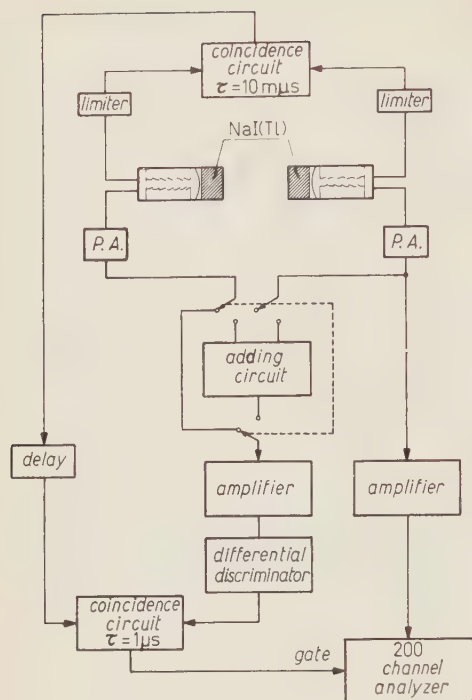 coincidence
circuit
τ = 10 mμs
limiter
limiter
NaI(Tl)
P. A.
P. A.
adding
circuit
delay
amplifier
amplifier
differential
discriminator
coincidence
circuit
τ = 1μs
gate
200
channel
analyzer